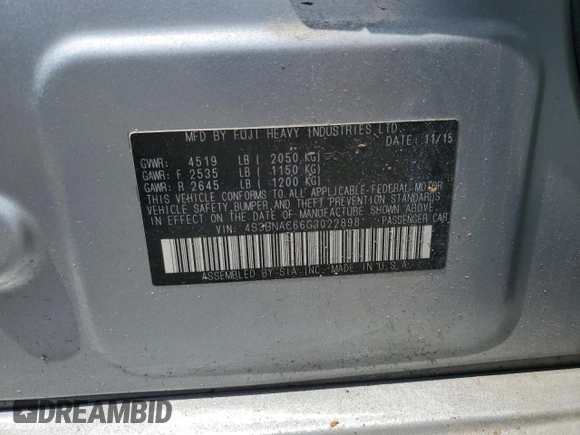 MFD BY FUJI HEAVY INDUSTRIES LTD.
DATE: 11/15
GVWR: 4519 LB ( 2050 KG)
GAWR: F 2535 LB ( 1150 KG)
GAWR: R 2645 LB ( 1200 KG)
THIS VEHICLE CONFORMS TO ALL APPLICABLE FEDERAL MOTOR
VEHICLE SAFETY, BUMPER, AND THEFT PREVENTION STANDARDS
IN EFFECT ON THE DATE OF MANUFACTURE SHOWN ABOVE.
VIN: 4S3BNAC66G3022898 PASSENGER CAR
ASSEMBLED BY SIA, INC. MADE IN U.S.A.
DREAMBID